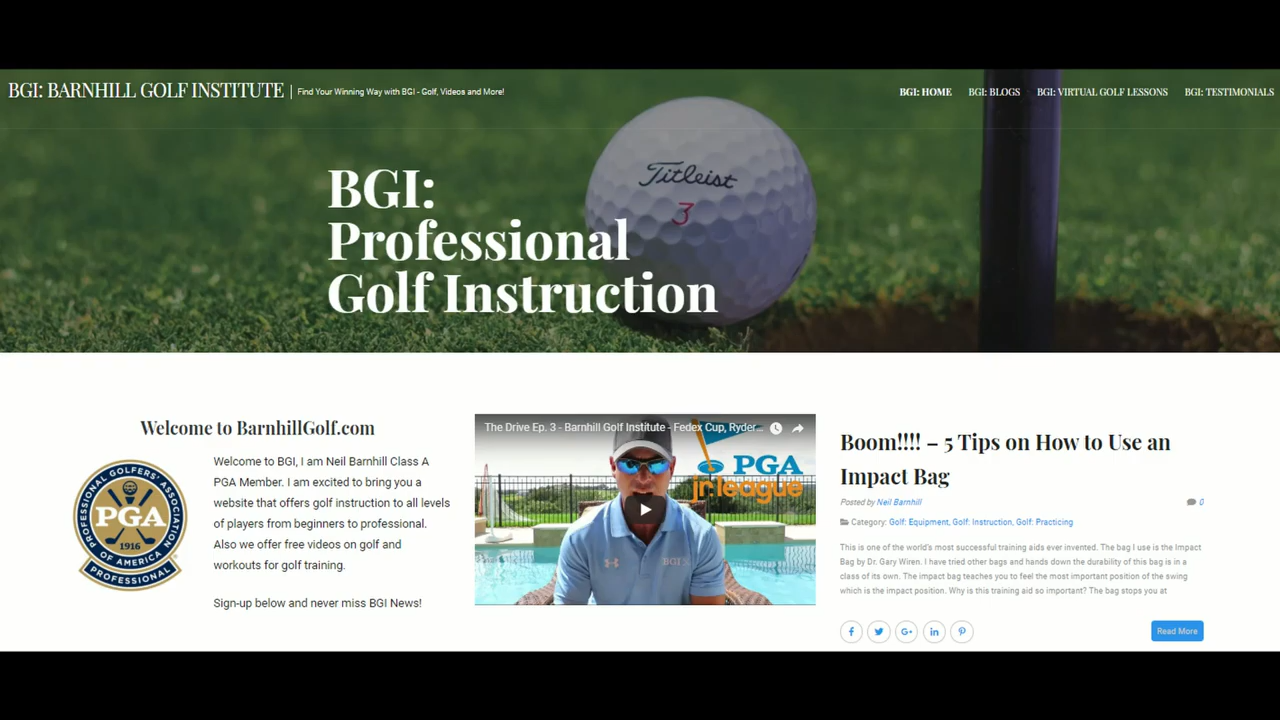 BGI: BARNHILL GOLF INSTITUTE | Find Your Winning Way with BGI - Golf, Videos and More!
BGI: HOME BGI: BLOGS BGI: VIRTUAL GOLF LESSONS BGI: TESTIMONIALS
Titleist
3
BGI:
Professional
Golf Instruction
Welcome to BarnhillGolf.com
PROFESSIONAL GOLFERS' ASSOCIATION
PGA
1916
OF AMERICA
PROFESSIONAL
Welcome to BGI, I am Neil Barnhill Class A
PGA Member. I am excited to bring you a
website that offers golf instruction to all levels
of players from beginners to professional.
Also we offer free videos on golf and
workouts for golf training.
Sign-up below and never miss BGI News!
The Drive Ep. 3 - Barnhill Golf Institute - Fedex Cup, Ryder...
PGA
jr.league
BGI
Boom!!!! – 5 Tips on How to Use an
Impact Bag
Posted by Neil Barnhill 0
Category: Golf: Equipment, Golf: Instruction, Golf: Practicing
This is one of the world's most successful training aids ever invented. The bag I use is the Impact
Bag by Dr. Gary Wiren. I have tried other bags and hands down the durability of this bag is in a
class of its own. The impact bag teaches you to feel the most important position of the swing
which is the impact position. Why is this training aid so important? The bag stops you at
Read More